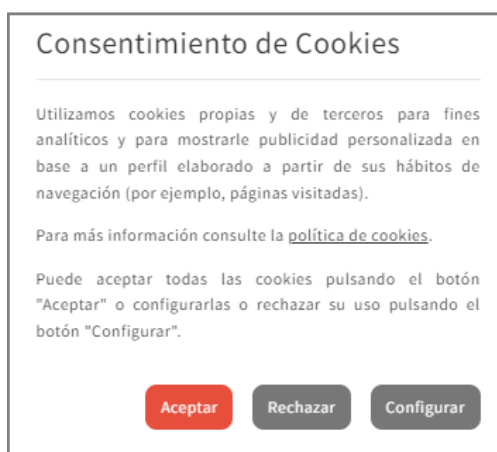 Consentimiento de Cookies
Utilizamos cookies propias y de terceros para fines
analíticos y para mostrarle publicidad personalizada en
base a un perfil elaborado a partir de sus hábitos de
navegación (por ejemplo, páginas visitadas).
Para más información consulte la política de cookies.
Puede aceptar todas las cookies pulsando el botón
"Aceptar" o configurarlas o rechazar su uso pulsando el
botón "Configurar".
Aceptar Rechazar Configurar